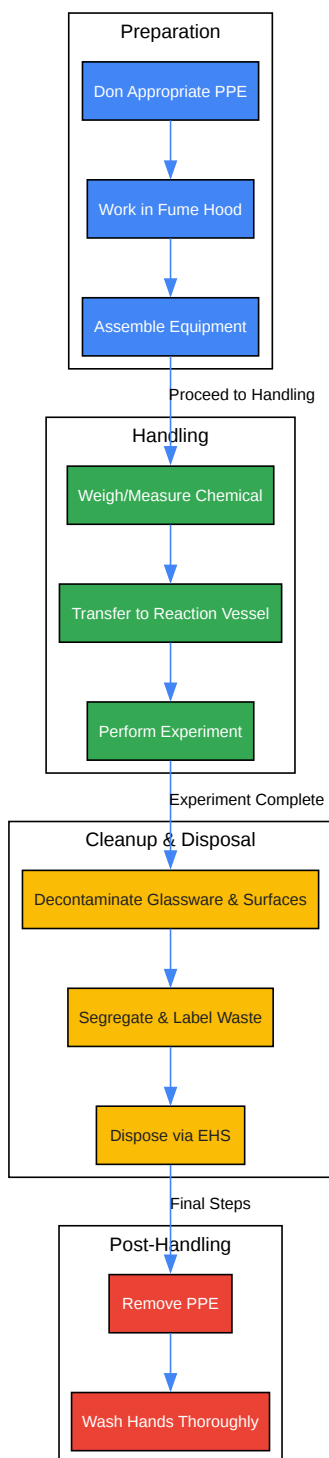 Preparation
Don Appropriate PPE
Work in Fume Hood
Assemble Equipment
Proceed to Handling
Handling
Weigh/Measure Chemical
Transfer to Reaction Vessel
Perform Experiment
Experiment Complete
Cleanup & Disposal
Decontaminate Glassware & Surfaces
Segregate & Label Waste
Dispose via EHS
Final Steps
Post-Handling
Remove PPE
Wash Hands Thoroughly